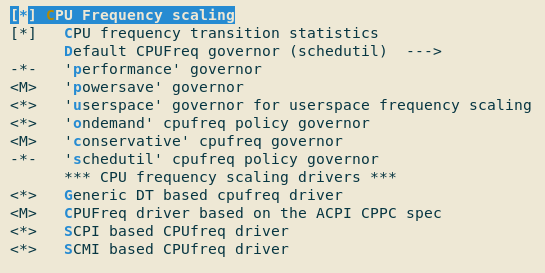 [*] CPU Frequency scaling
[*]   CPU frequency transition statistics
      Default CPUFreq governor (schedutil)  --->
-*-   'performance' governor
<M>   'powersave' governor
<*>   'userspace' governor for userspace frequency scaling
<*>   'ondemand' cpufreq policy governor
<M>   'conservative' cpufreq governor
-*-   'schedutil' cpufreq policy governor
      *** CPU frequency scaling drivers ***
<*>   Generic DT based cpufreq driver
<M>   CPUFreq driver based on the ACPI CPPC spec
<*>   SCPI based CPUfreq driver
<*>   SCMI based CPUfreq driver